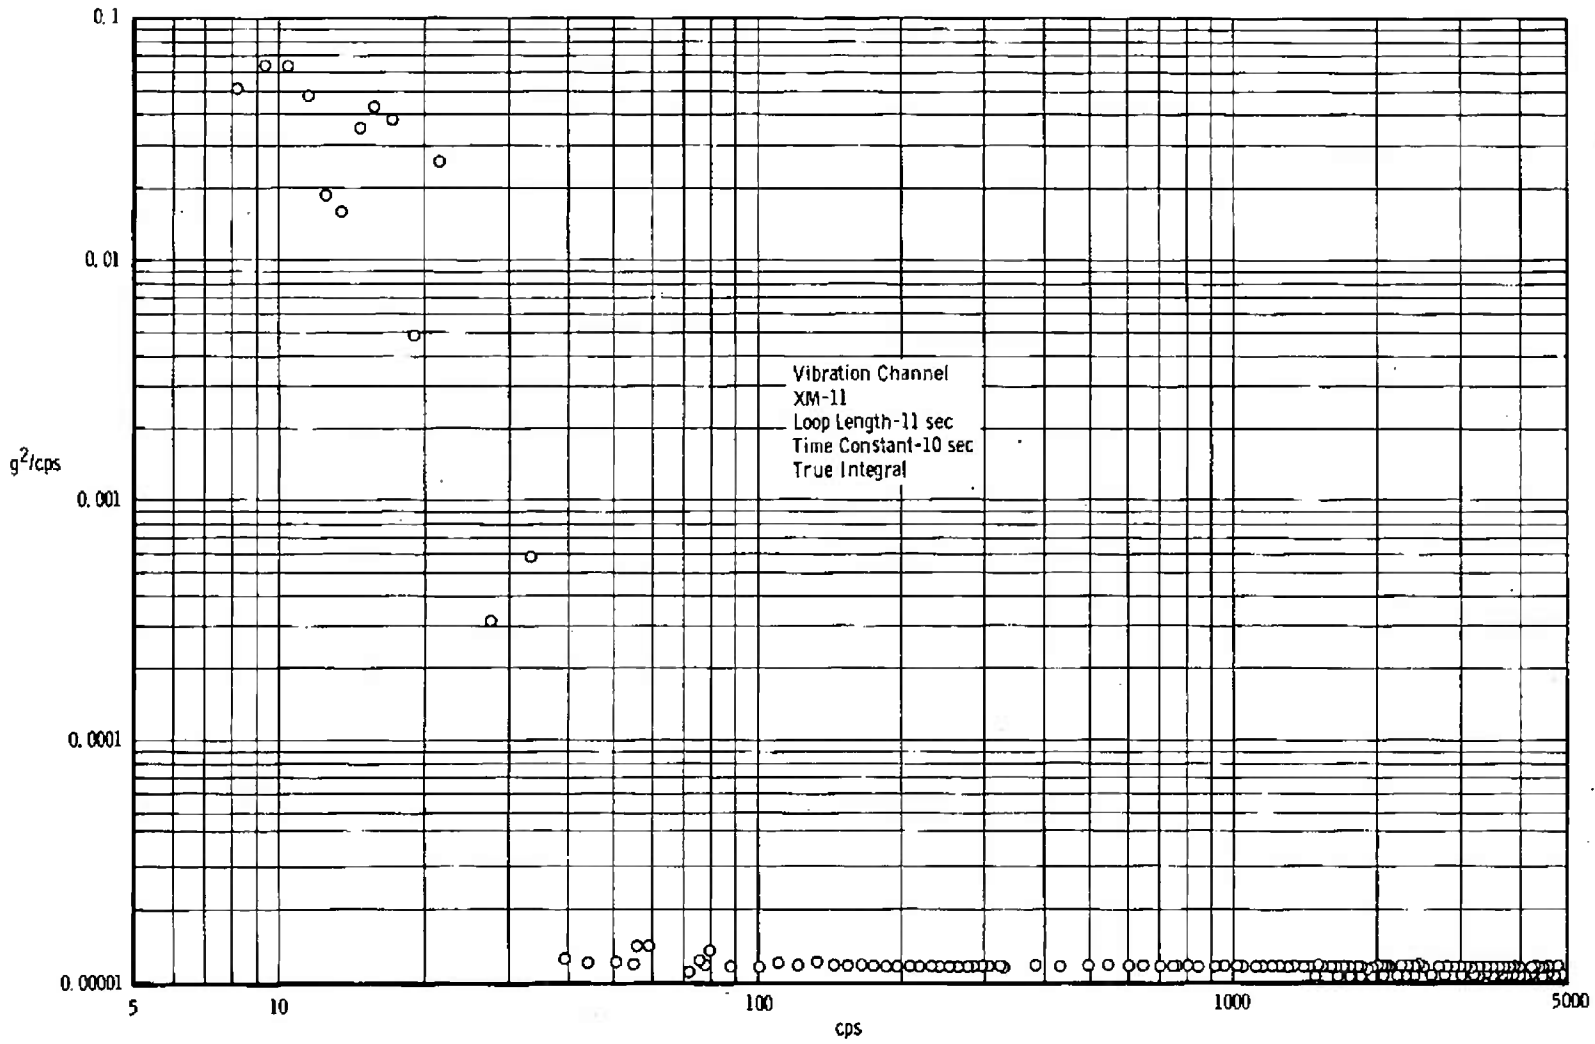 0.1
0.01
0.001
0.0001
0.00001
g²/cps
Vibration Channel
XM-11
Loop Length-11 sec
Time Constant-10 sec
True Integral
5
10
100
1000
5000
cps